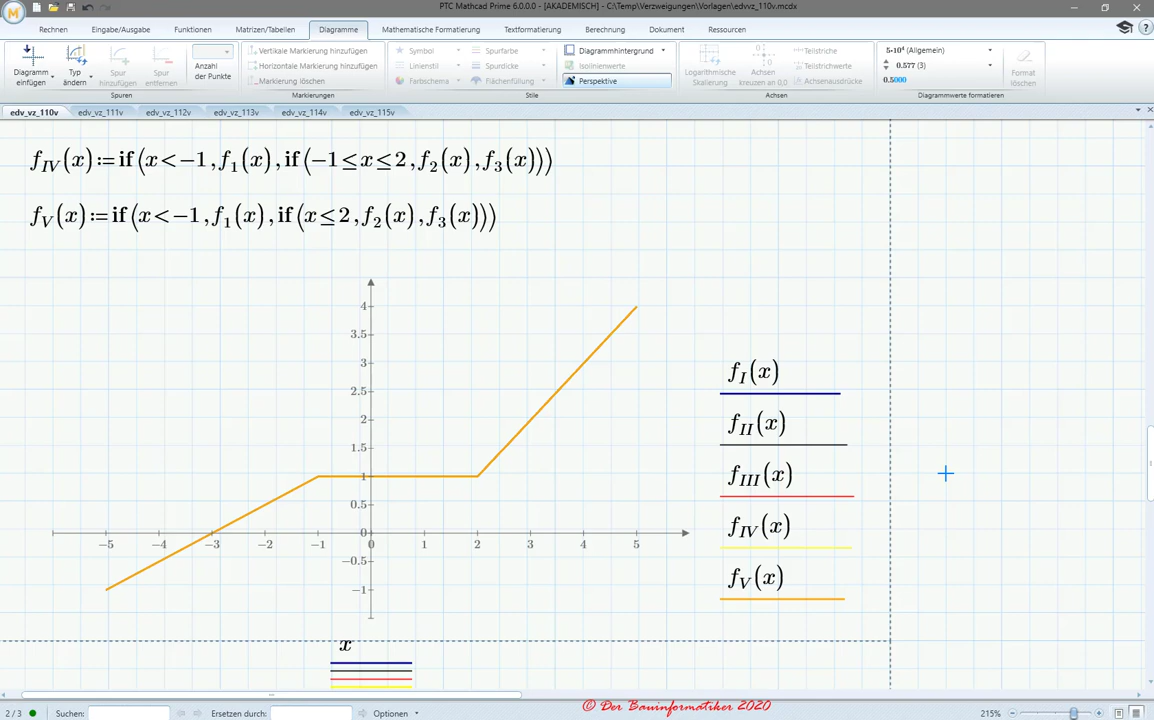 PTC Mathcad Prime 6.0.0.0 - [AKADEMISCH] - C:\Temp\Verzweigungen\Vorlagen\edvvz_110v.mcdx
Rechnen Eingabe/Ausgabe Funktionen Matrizen/Tabellen Diagramme Mathematische Formatierung Textformatierung Berechnung Dokument Ressourcen
Diagramm einfügen
Typ ändern
Spur hinzufügen
Spur entfernen
Anzahl der Punkte
Spuren
Vertikale Markierung hinzufügen
Horizontale Markierung hinzufügen
Markierung löschen
Markierungen
Symbol
Linienstil
Farbschema
Spurfarbe
Spurdicke
Flächenfüllung
Diagrammhintergrund
Isolinienwerte
Perspektive
Stile
Logarithmische Skalierung
Achsen kreuzen an 0,0
Teilstriche
Teilstrichwerte
Achsenausdrücke
Achsen
5·10⁴ (Allgemein)
0.577 (3)
0.5000
Format löschen
Diagrammwerte formatieren
edv_vz_110v edv_vz_111v edv_vz_112v edv_vz_113v edv_vz_114v edv_vz_115v
f_IV(x):=if(x<−1,f_1(x),if(−1≤x≤2,f_2(x),f_3(x)))
f_V(x):=if(x<−1,f_1(x),if(x≤2,f_2(x),f_3(x)))
4
3.5
3
2.5
2
1.5
1
0.5
0
−0.5
−1
−5 −4 −3 −2 −1 0 1 2 3 4 5
f_I(x)
f_II(x)
f_III(x)
f_IV(x)
f_V(x)
x
2 / 3 Suchen: Ersetzen durch: Optionen © Der Bauinformatiker 2020 215%